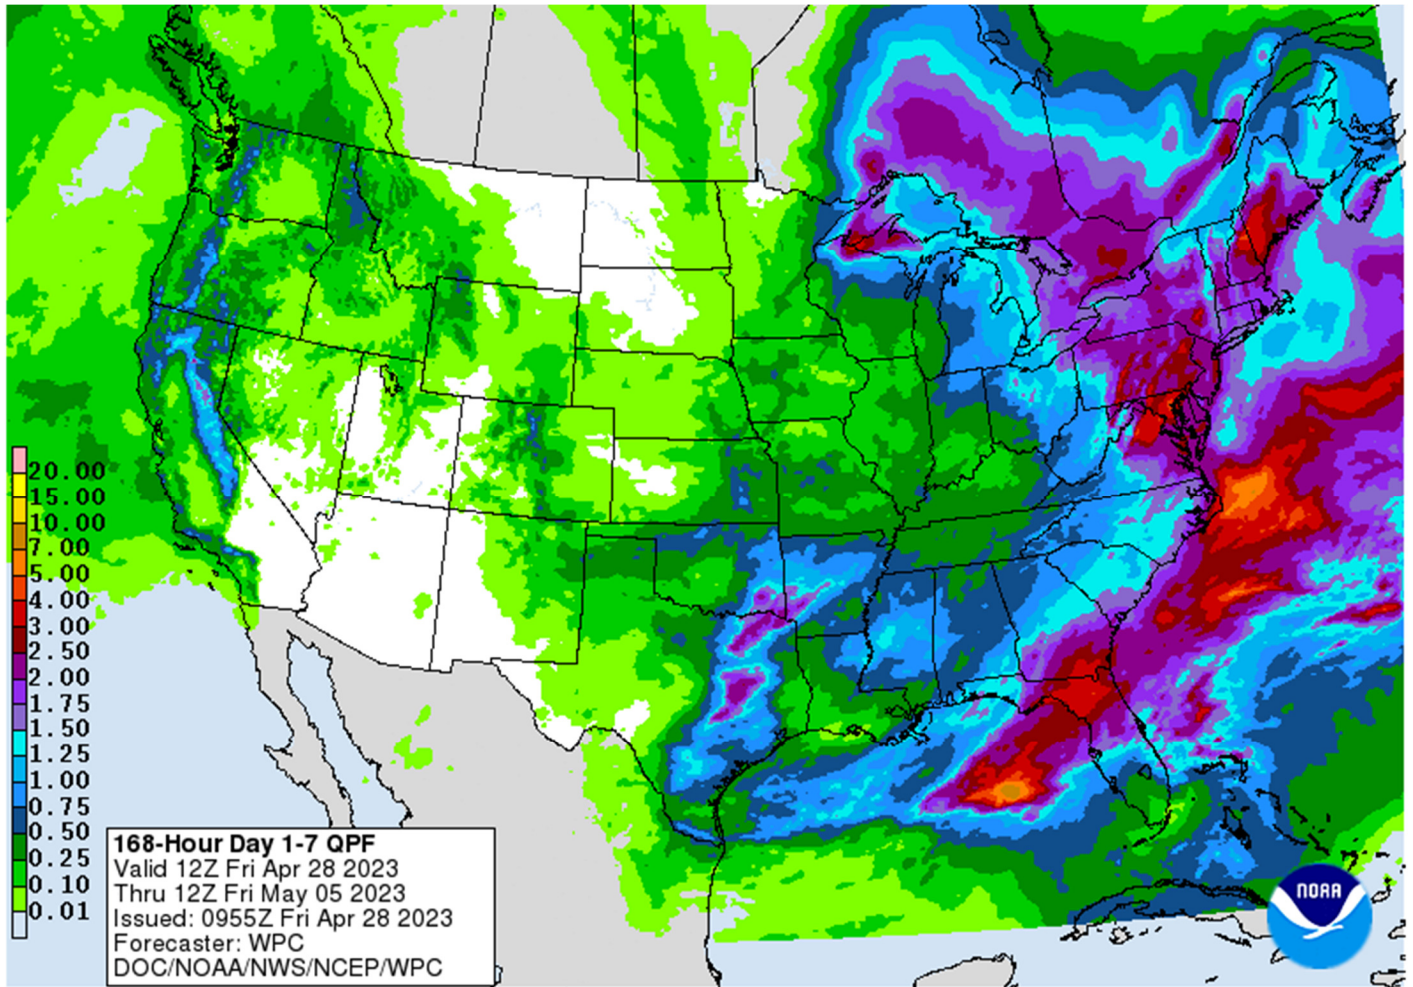 20.00
15.00
10.00
7.00
5.00
4.00
3.00
2.50
2.00
1.75
1.50
1.25
1.00
0.75
0.50
0.25
0.10
0.01
168-Hour Day 1-7 QPF
Valid 12Z Fri Apr 28 2023
Thru 12Z Fri May 05 2023
Issued: 0955Z Fri Apr 28 2023
Forecaster: WPC
DOC/NOAA/NWS/NCEP/WPC
NOAA